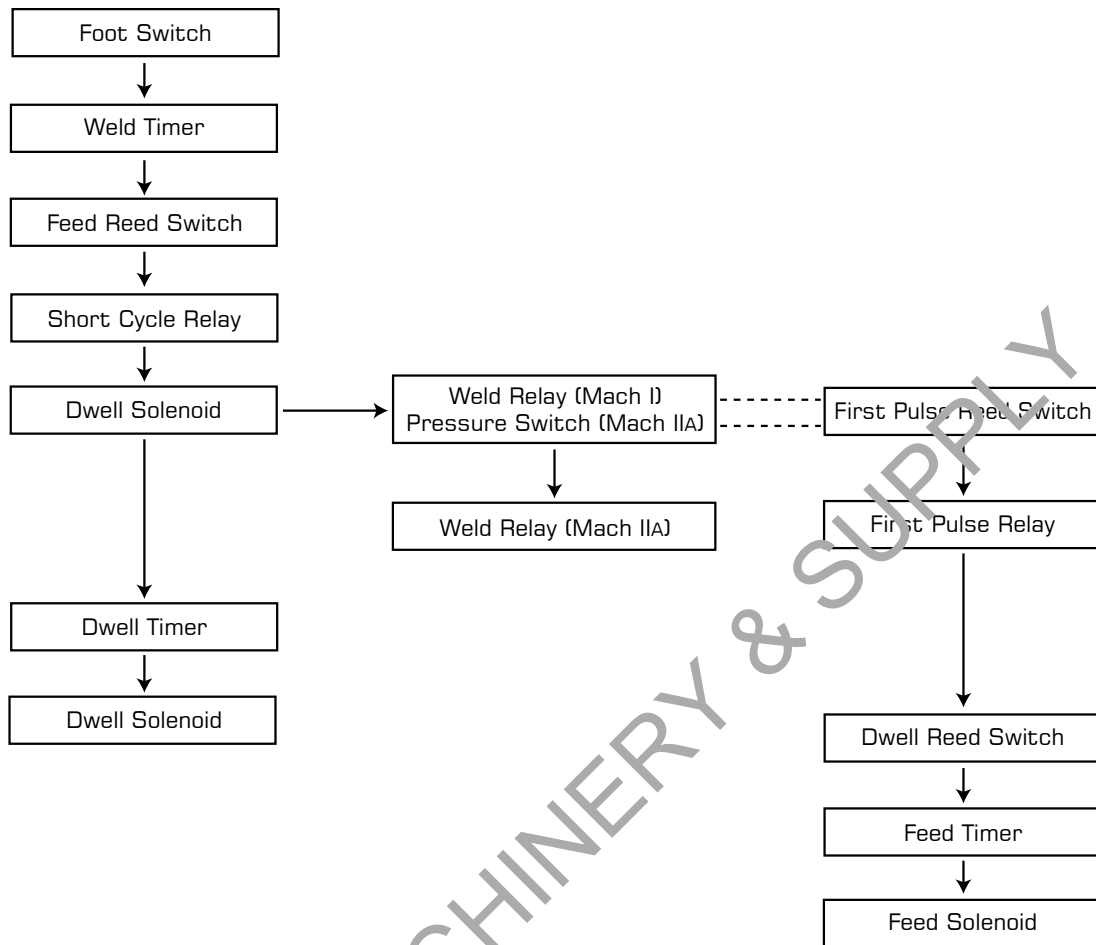 Foot Switch
Weld Timer
Feed Reed Switch
Short Cycle Relay
Dwell Solenoid
Weld Relay (Mach I)
Pressure Switch (Mach IIA)
First Pulse Reed Switch
Weld Relay (Mach IIA)
First Pulse Relay
Dwell Timer
Dwell Solenoid
Dwell Reed Switch
Feed Timer
Feed Solenoid
CHINERY & SUPPLY